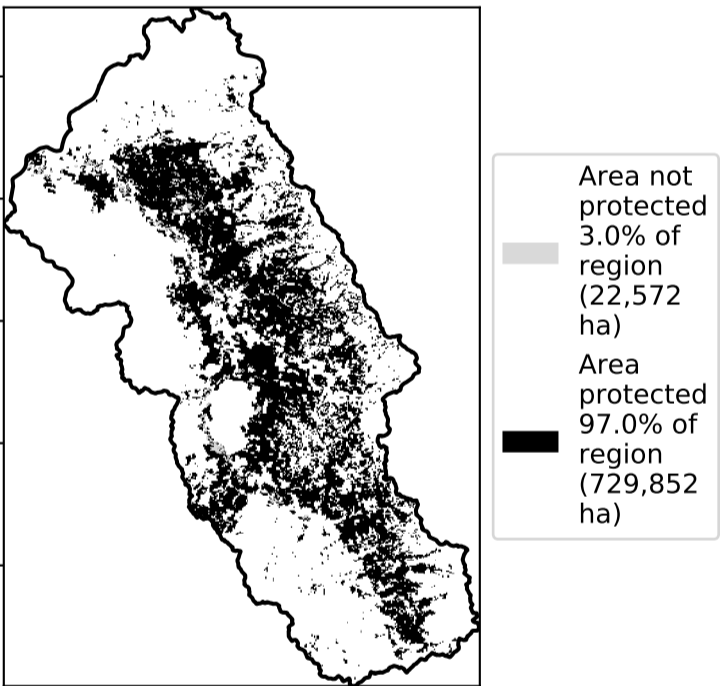 Area not
protected
3.0% of
region
(22,572
ha)
Area
protected
97.0% of
region
(729,852
ha)